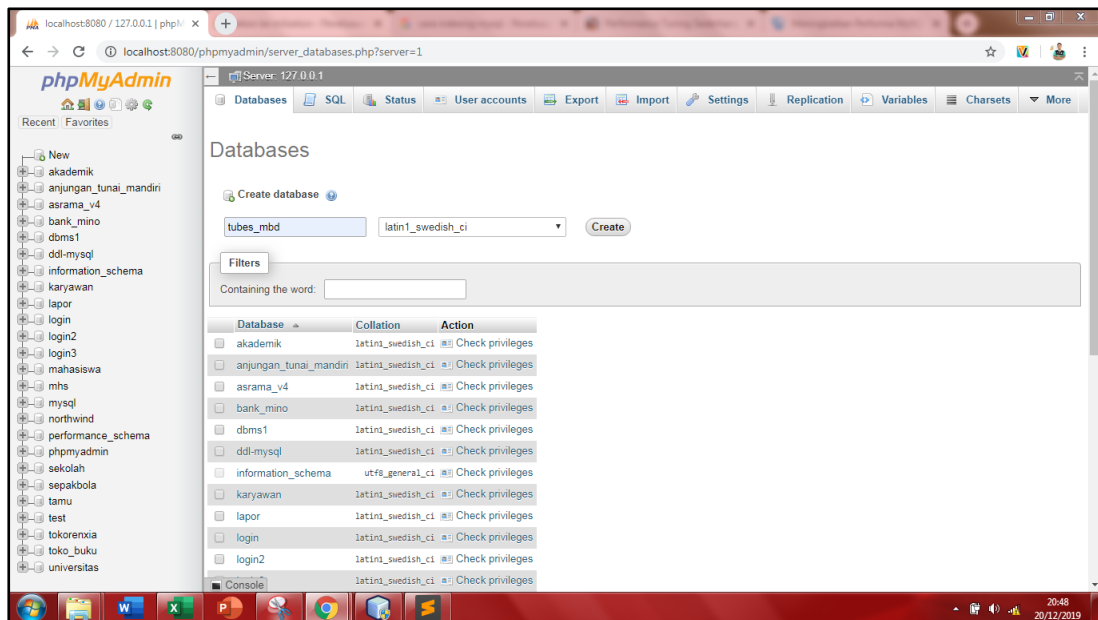 localhost:8080 / 127.0.0.1 | phpM
localhost:8080/phpmyadmin/server_databases.php?server=1
phpMyAdmin
Recent Favorites
New
akademik
anjungan_tunai_mandiri
asrama_v4
bank_mino
dbms1
ddl-mysql
information_schema
karyawan
lapor
login
login2
login3
mahasiswa
mhs
mysql
northwind
performance_schema
phpmyadmin
sekolah
sepakbola
tamu
test
tokorenxia
toko_buku
universitas
Server: 127.0.0.1
Databases SQL Status User accounts Export Import Settings Replication Variables Charsets More
Databases
Create database
tubes_mbd latin1_swedish_ci Create
Filters
Containing the word:
Database Collation Action
akademik latin1_swedish_ci Check privileges
anjungan_tunai_mandiri latin1_swedish_ci Check privileges
asrama_v4 latin1_swedish_ci Check privileges
bank_mino latin1_swedish_ci Check privileges
dbms1 latin1_swedish_ci Check privileges
ddl-mysql latin1_swedish_ci Check privileges
information_schema utf8_general_ci Check privileges
karyawan latin1_swedish_ci Check privileges
lapor latin1_swedish_ci Check privileges
login latin1_swedish_ci Check privileges
login2 latin1_swedish_ci Check privileges
latin1_swedish_ci Check privileges
Console
20:48
20/12/2019